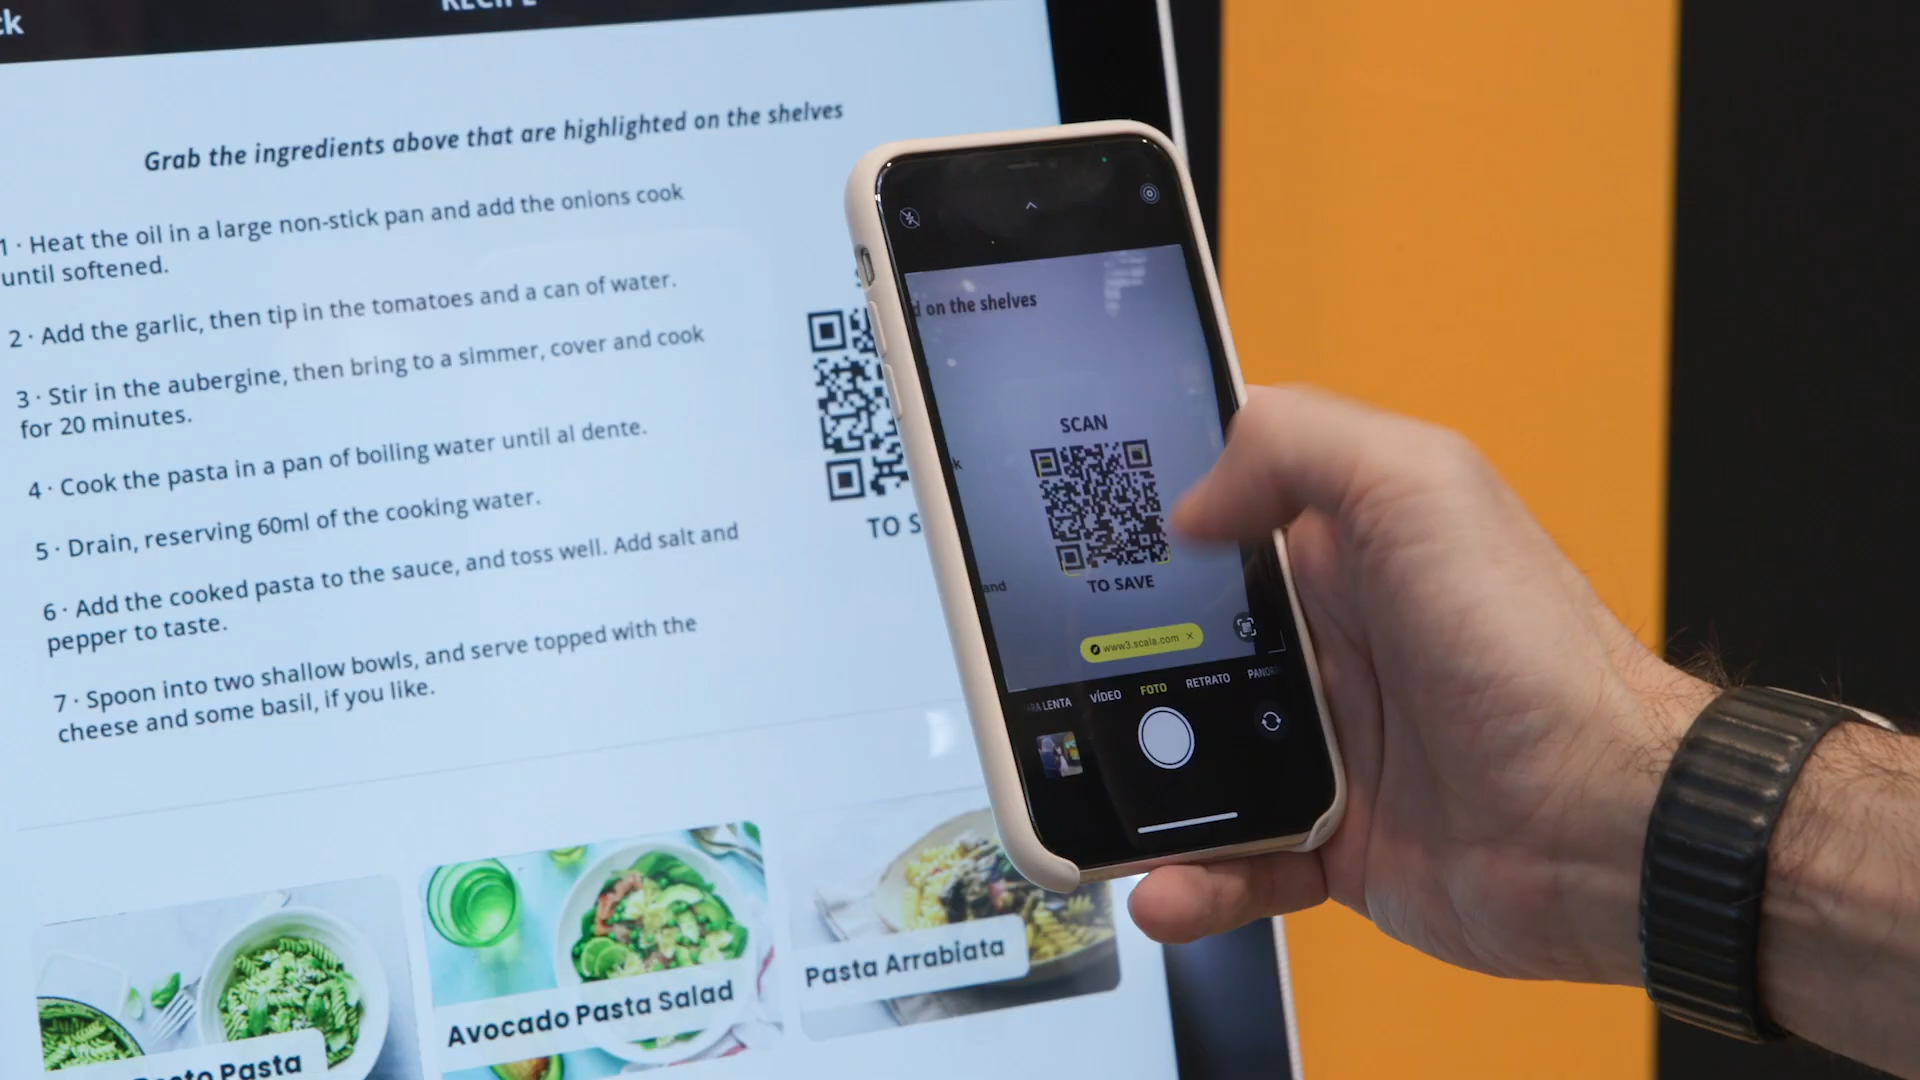 ck
RECIPE
Grab the ingredients above that are highlighted on the shelves
1 · Heat the oil in a large non-stick pan and add the onions cook
until softened.
2 · Add the garlic, then tip in the tomatoes and a can of water.
3 · Stir in the aubergine, then bring to a simmer, cover and cook
for 20 minutes.
4 · Cook the pasta in a pan of boiling water until al dente.
5 · Drain, reserving 60ml of the cooking water.
6 · Add the cooked pasta to the sauce, and toss well. Add salt and
pepper to taste.
7 · Spoon into two shallow bowls, and serve topped with the
cheese and some basil, if you like.
TO S
d on the shelves
SCAN
k
and
TO SAVE
www3.scala.com ×
RA LENTA VÍDEO FOTO RETRATO PANOR
Pesto Pasta
Avocado Pasta Salad
Pasta Arrabiata